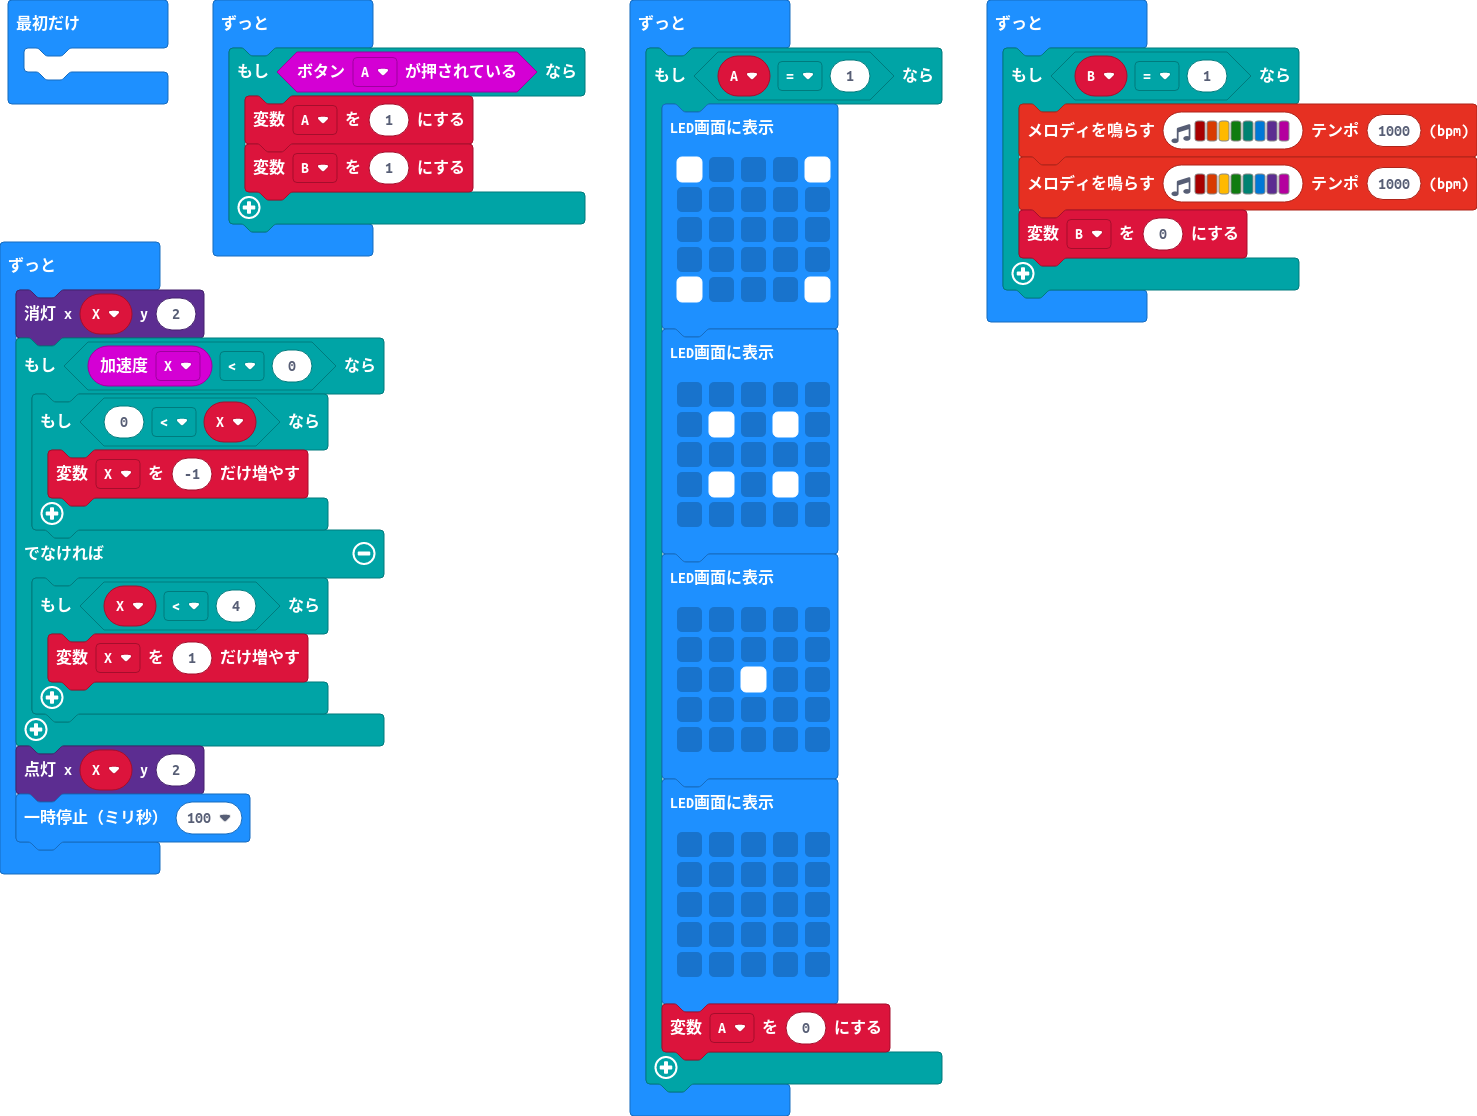 最初だけ
ずっと
もし ボタン A が押されている なら
変数 A を 1 にする
変数 B を 1 にする
ずっと
消灯 x X y 2
もし 加速度 X < 0 なら
もし 0 < X なら
変数 X を -1 だけ増やす
でなければ
もし X < 4 なら
変数 X を 1 だけ増やす
点灯 x X y 2
一時停止（ミリ秒） 100
ずっと
もし A = 1 なら
LED画面に表示
LED画面に表示
LED画面に表示
LED画面に表示
変数 A を 0 にする
ずっと
もし B = 1 なら
メロディを鳴らす テンポ 1000 (bpm)
メロディを鳴らす テンポ 1000 (bpm)
変数 B を 0 にする